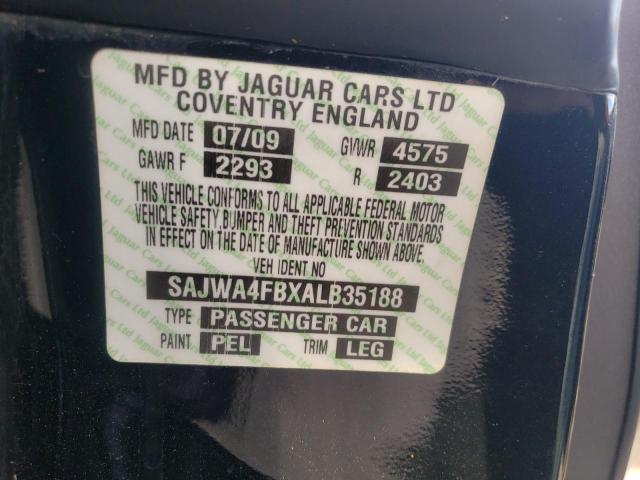 MFD BY JAGUAR CARS LTD
COVENTRY ENGLAND
MFD DATE 07/09 GVWR 4575
GAWR F 2293 R 2403
THIS VEHICLE CONFORMS TO ALL APPLICABLE FEDERAL MOTOR
VEHICLE SAFETY, BUMPER AND THEFT PREVENTION STANDARDS
IN EFFECT ON THE DATE OF MANUFACTURE SHOWN ABOVE.
VEH IDENT NO
SAJWA4FBXALB35188
TYPE PASSENGER CAR
PAINT PEL TRIM LEG